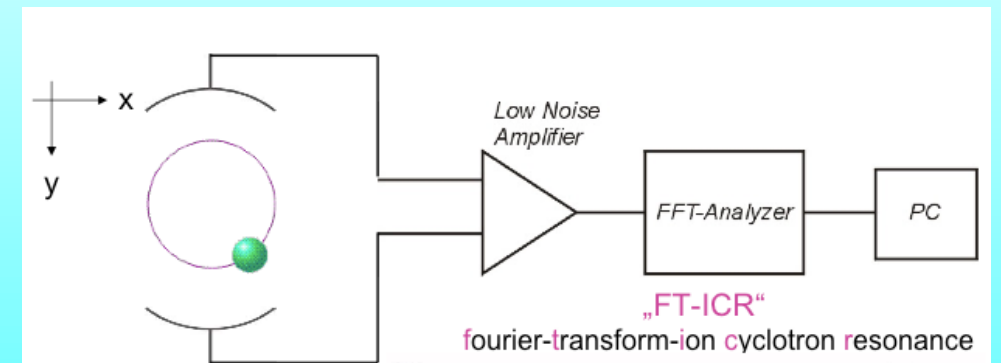 x
y
Low Noise
Amplifier
FFT-Analyzer
PC
„FT-ICR“
fourier-transform-ion cyclotron resonance